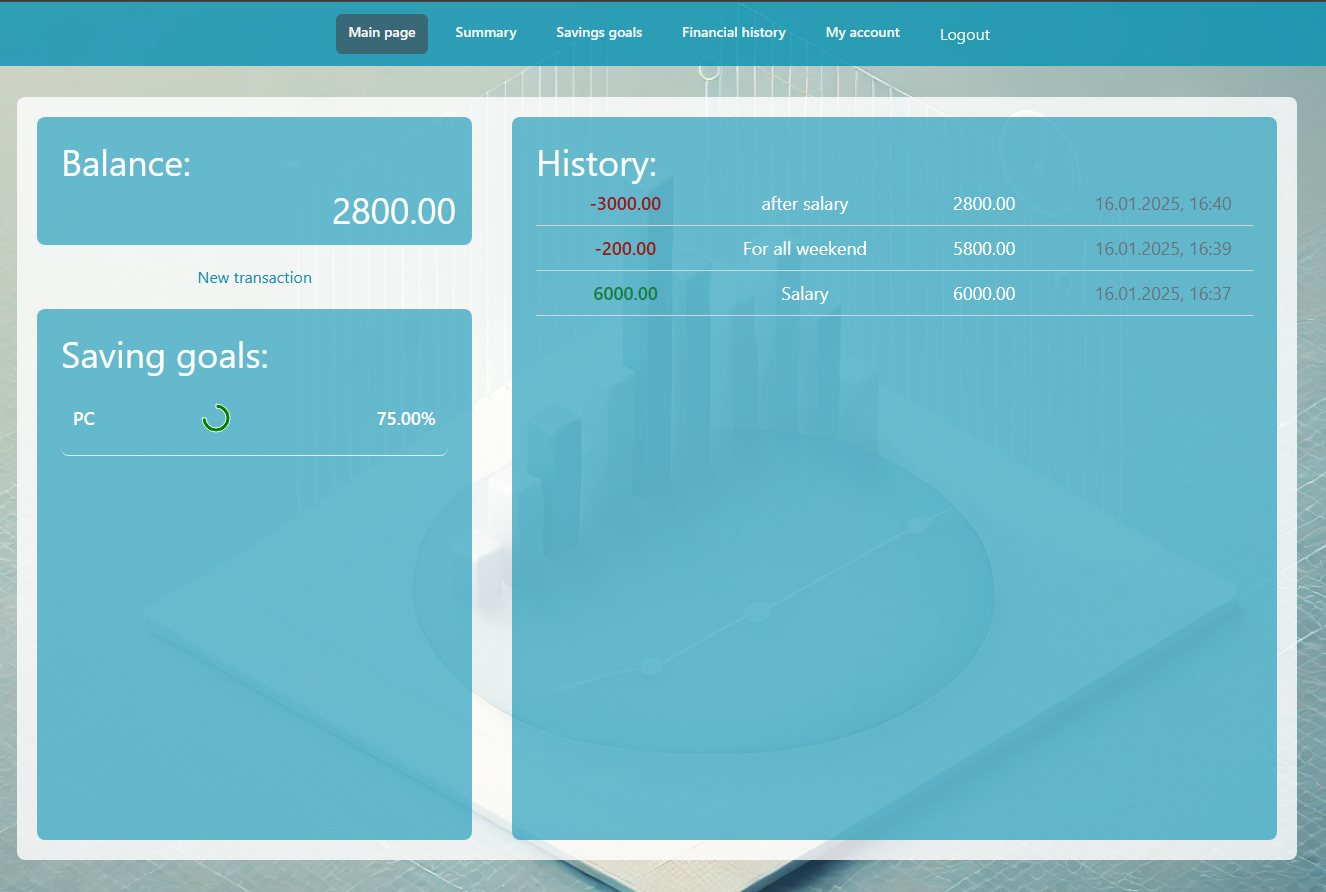 Main page Summary Savings goals Financial history My account Logout
Balance:
2800.00
New transaction
Saving goals:
PC 75.00%
History:
-3000.00 after salary 2800.00 16.01.2025, 16:40
-200.00 For all weekend 5800.00 16.01.2025, 16:39
6000.00 Salary 6000.00 16.01.2025, 16:37